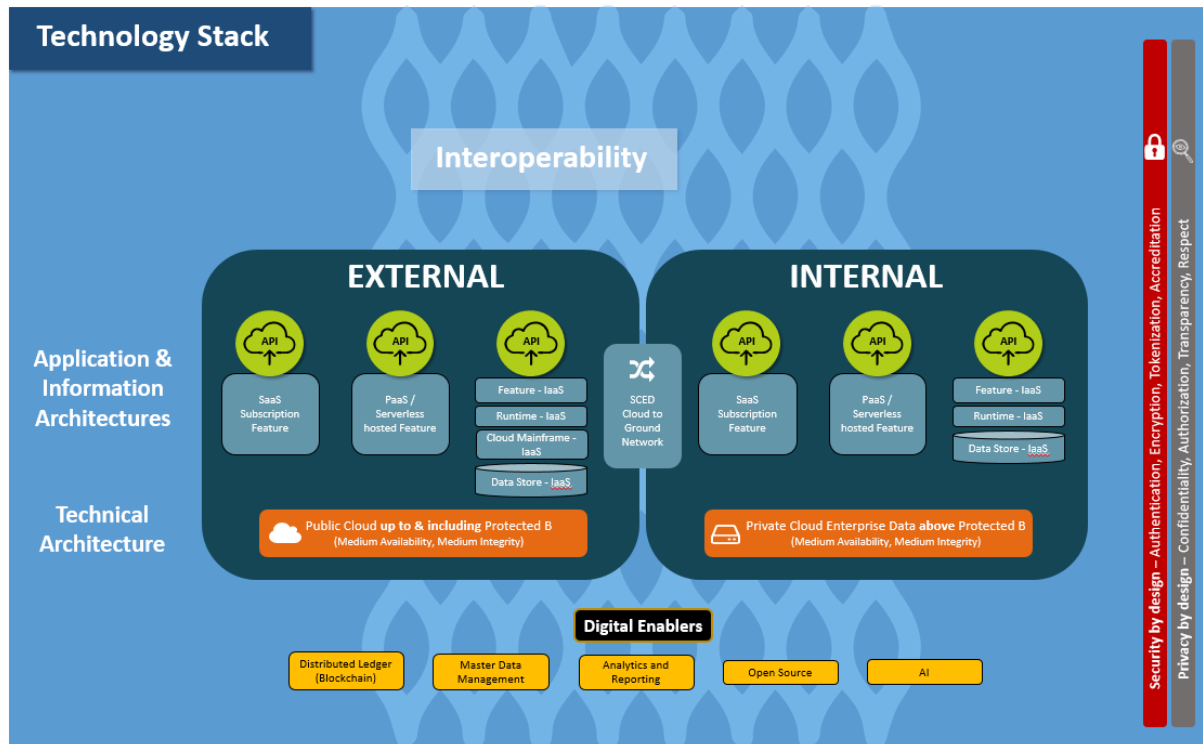 Technology Stack
Interoperability
EXTERNAL
INTERNAL
Application &
Information
Architectures
API
SaaS
Subscription
Feature
API
PaaS /
Serverless
hosted Feature
API
Feature - IaaS
Runtime - IaaS
Cloud Mainframe -
IaaS
Data Store - IaaS
SCED
Cloud to
Ground
Network
API
SaaS
Subscription
Feature
API
PaaS /
Serverless
hosted Feature
API
Feature - IaaS
Runtime - IaaS
Data Store - IaaS
Technical
Architecture
Public Cloud up to & including Protected B
(Medium Availability, Medium Integrity)
Private Cloud Enterprise Data above Protected B
(Medium Availability, Medium Integrity)
Digital Enablers
Distributed Ledger
(Blockchain)
Master Data
Management
Analytics and
Reporting
Open Source
AI
Security by design – Authentication, Encryption, Tokenization, Accreditation
Privacy by design – Confidentiality, Authorization, Transparency, Respect